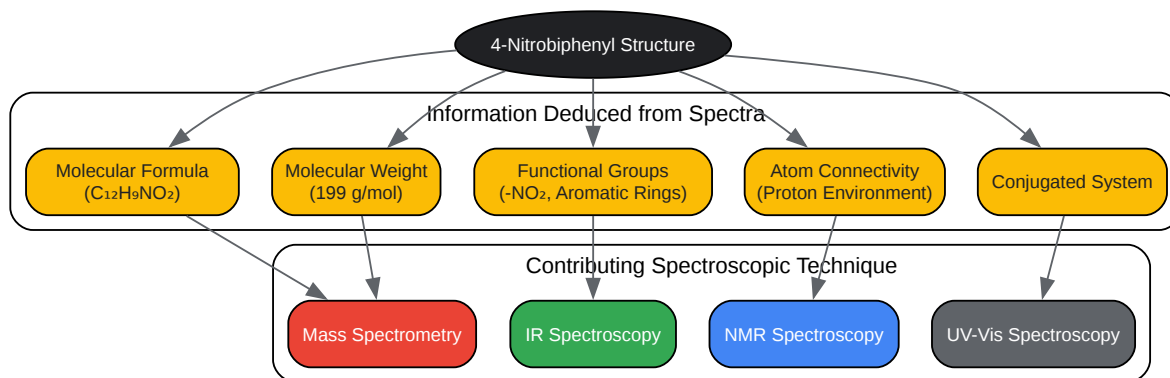 4-Nitrobiphenyl Structure
Information Deduced from Spectra
Molecular Formula
(C₁₂H₉NO₂)
Molecular Weight
(199 g/mol)
Functional Groups
(-NO₂, Aromatic Rings)
Atom Connectivity
(Proton Environment)
Conjugated System
Contributing Spectroscopic Technique
Mass Spectrometry
IR Spectroscopy
NMR Spectroscopy
UV-Vis Spectroscopy